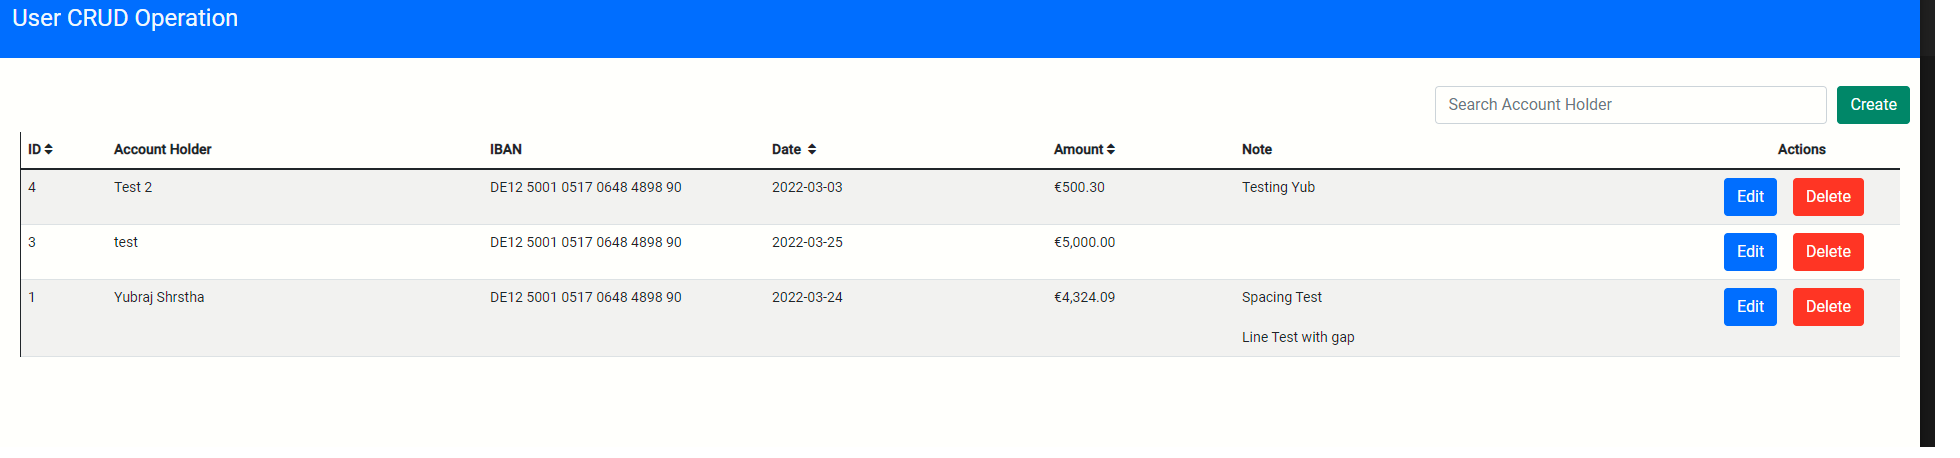 User CRUD Operation
Search Account Holder Create
ID Account Holder IBAN Date Amount Note Actions
4 Test 2 DE12 5001 0517 0648 4898 90 2022-03-03 €500.30 Testing Yub Edit Delete
3 test DE12 5001 0517 0648 4898 90 2022-03-25 €5,000.00 Edit Delete
1 Yubraj Shrstha DE12 5001 0517 0648 4898 90 2022-03-24 €4,324.09 Spacing Test Edit Delete
Line Test with gap